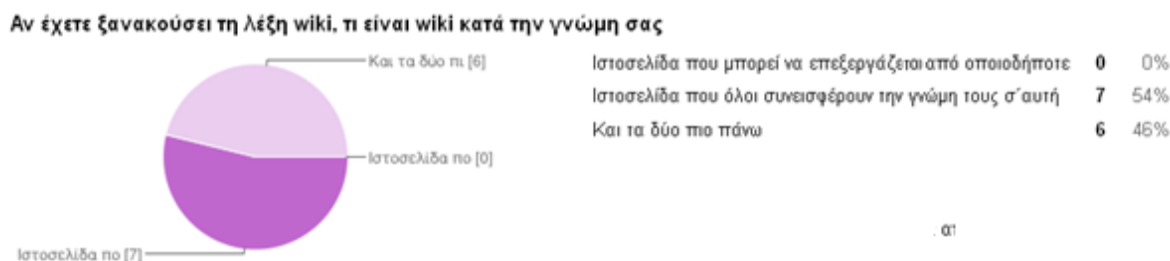 Αν έχετε ξανακούσει τη λέξη wiki, τι είναι wiki κατά την γνώμη σας
Και τα δύο πι [6]
Ιστοσελίδα πο [0]
Ιστοσελίδα πο [7]
Ιστοσελίδα που μπορεί να επεξεργάζεται από οποιοδήποτε 0 0%
Ιστοσελίδα που όλοι συνεισφέρουν την γνώμη τους σ΄αυτή 7 54%
Και τα δύο πιο πάνω 6 46%